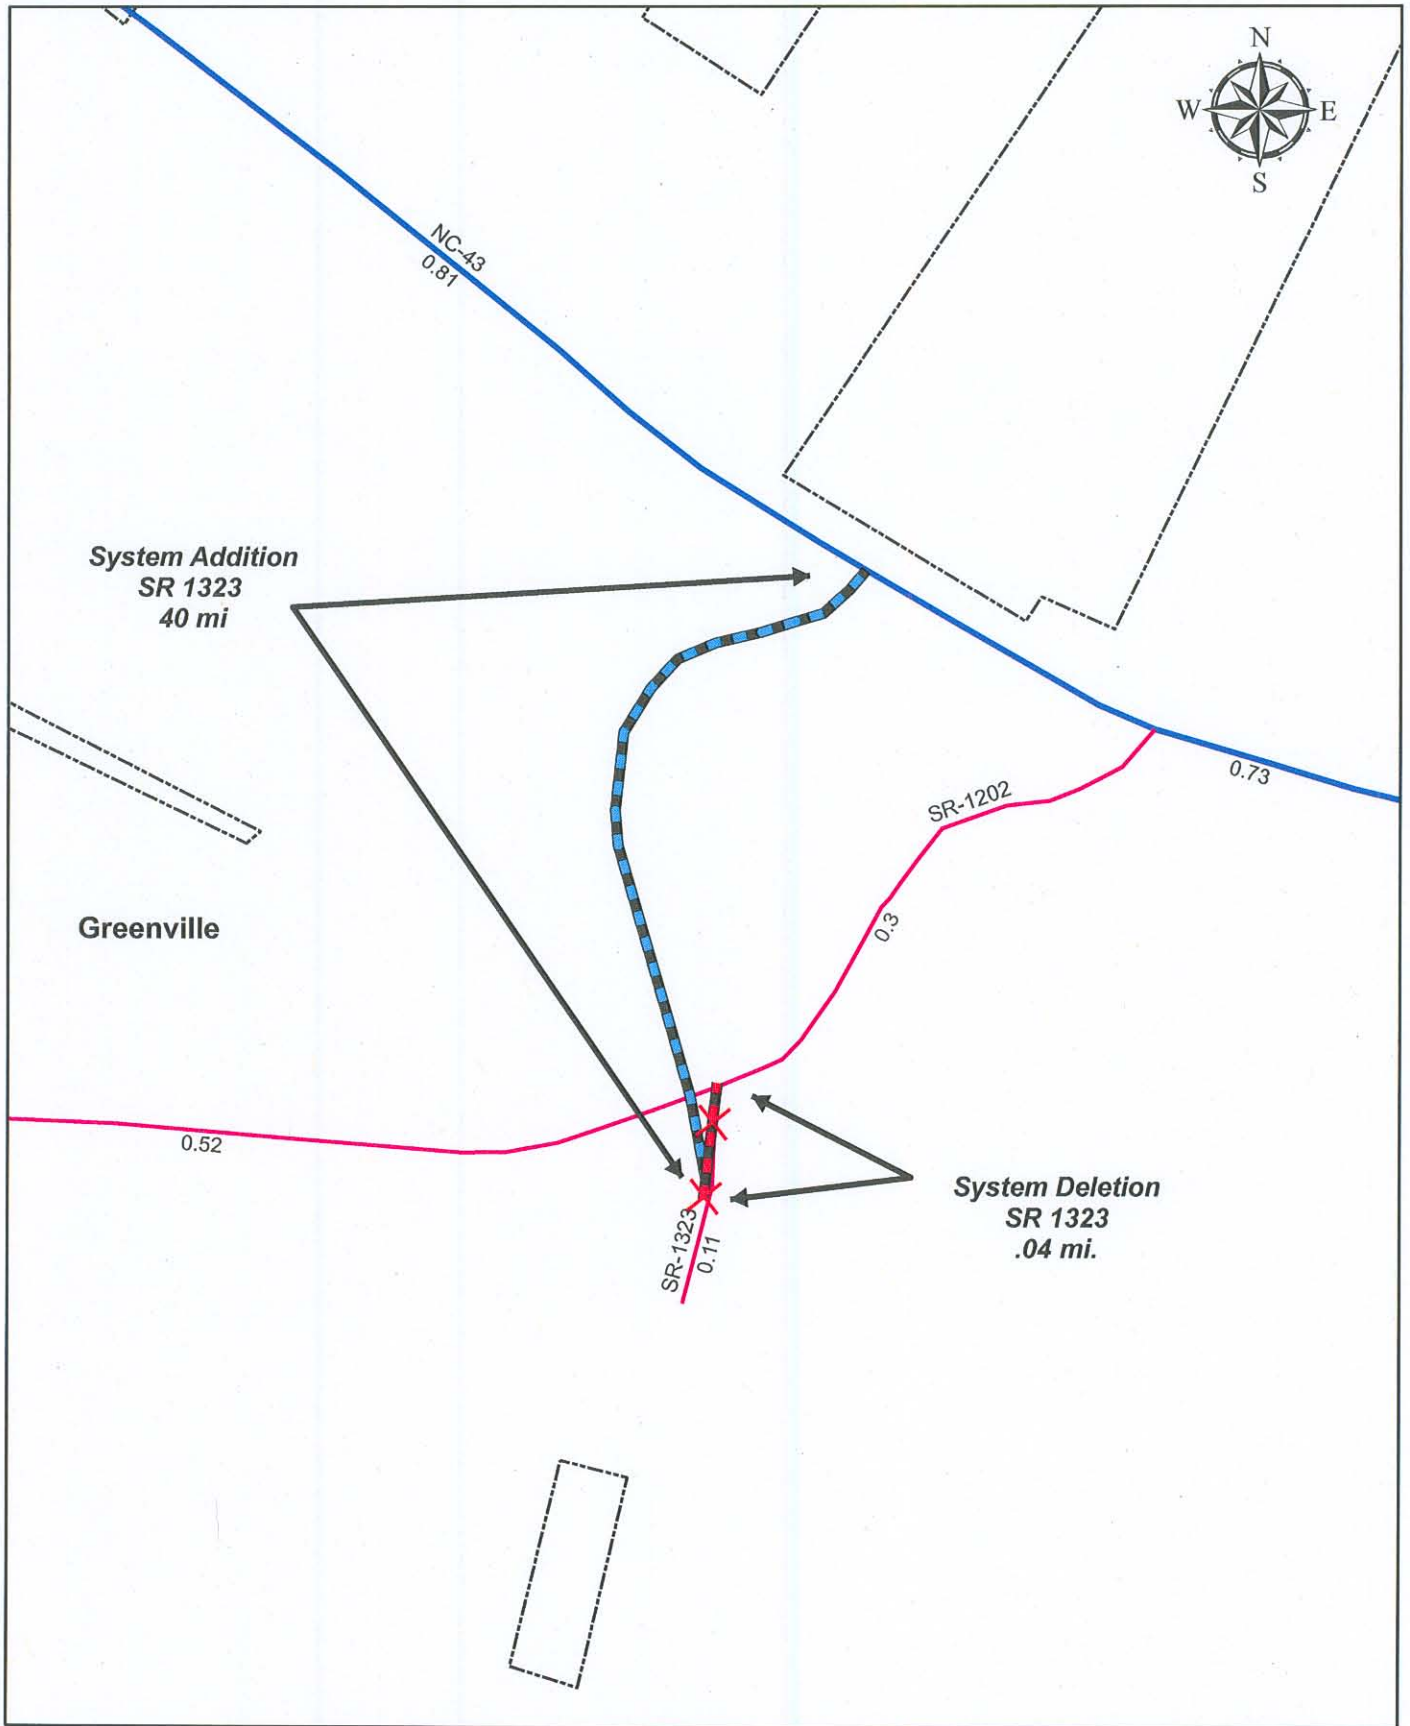 N
W E
S
NC-43
0.81
System Addition
SR 1323
40 mi
0.73
SR-1202
0.3
Greenville
0.52
System Deletion
SR 1323
.04 mi.
SR-1323
0.11